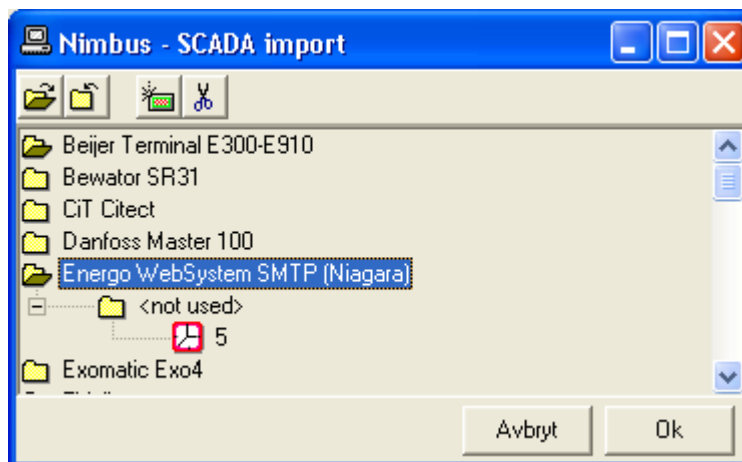 Nimbus - SCADA import
Beijer Terminal E300-E910
Bewator SR31
CiT Citect
Danfoss Master 100
Energo WebSystem SMTP (Niagara)
<not used>
5
Exomatic Exo4
Avbryt Ok